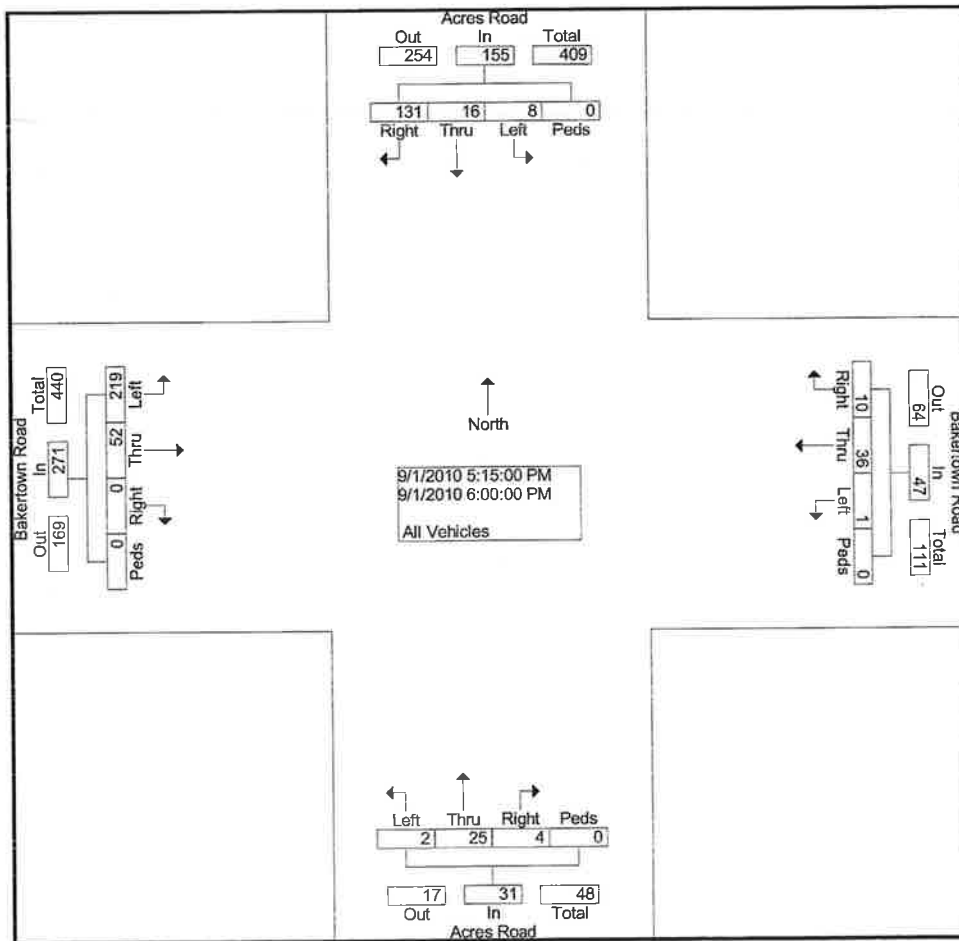 Acres Road
Out In Total
254 155 409
131 16 8 0
Right Thru Left Peds
Bakertown Road
Total In Out
440 271 169
219 52 0 0
Left Thru Right Peds
North
9/1/2010 5:15:00 PM
9/1/2010 6:00:00 PM
All Vehicles
Right Thru Left Peds
10 36 1 0
Out In Total
64 47 111
Bakertown Road
Left Thru Right Peds
2 25 4 0
17 31 48
Out In Total
Acres Road